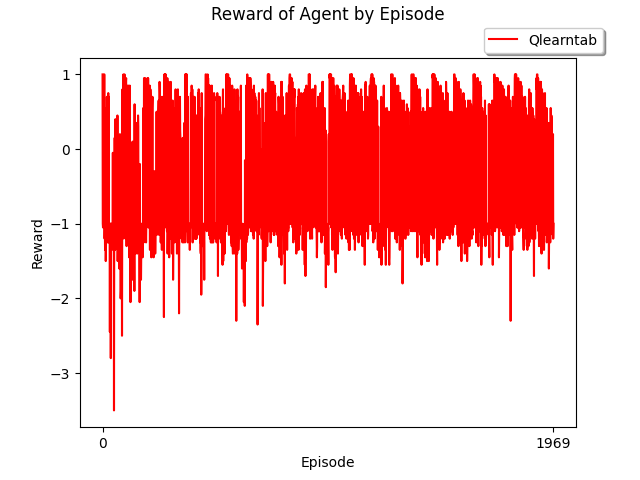 Reward of Agent by Episode
Qlearntab
1
0
−1
−2
−3
Reward
0
1969
Episode